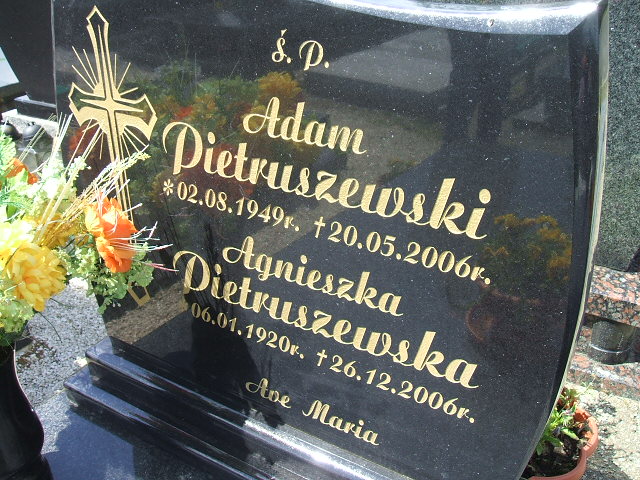 ś. P.
Adam
Pietruszewski
*02.08.1949r. †20.05.2006r.
Agnieszka
Pietruszewska
*06.01.1920r. †26.12.2006r.
Ave Maria